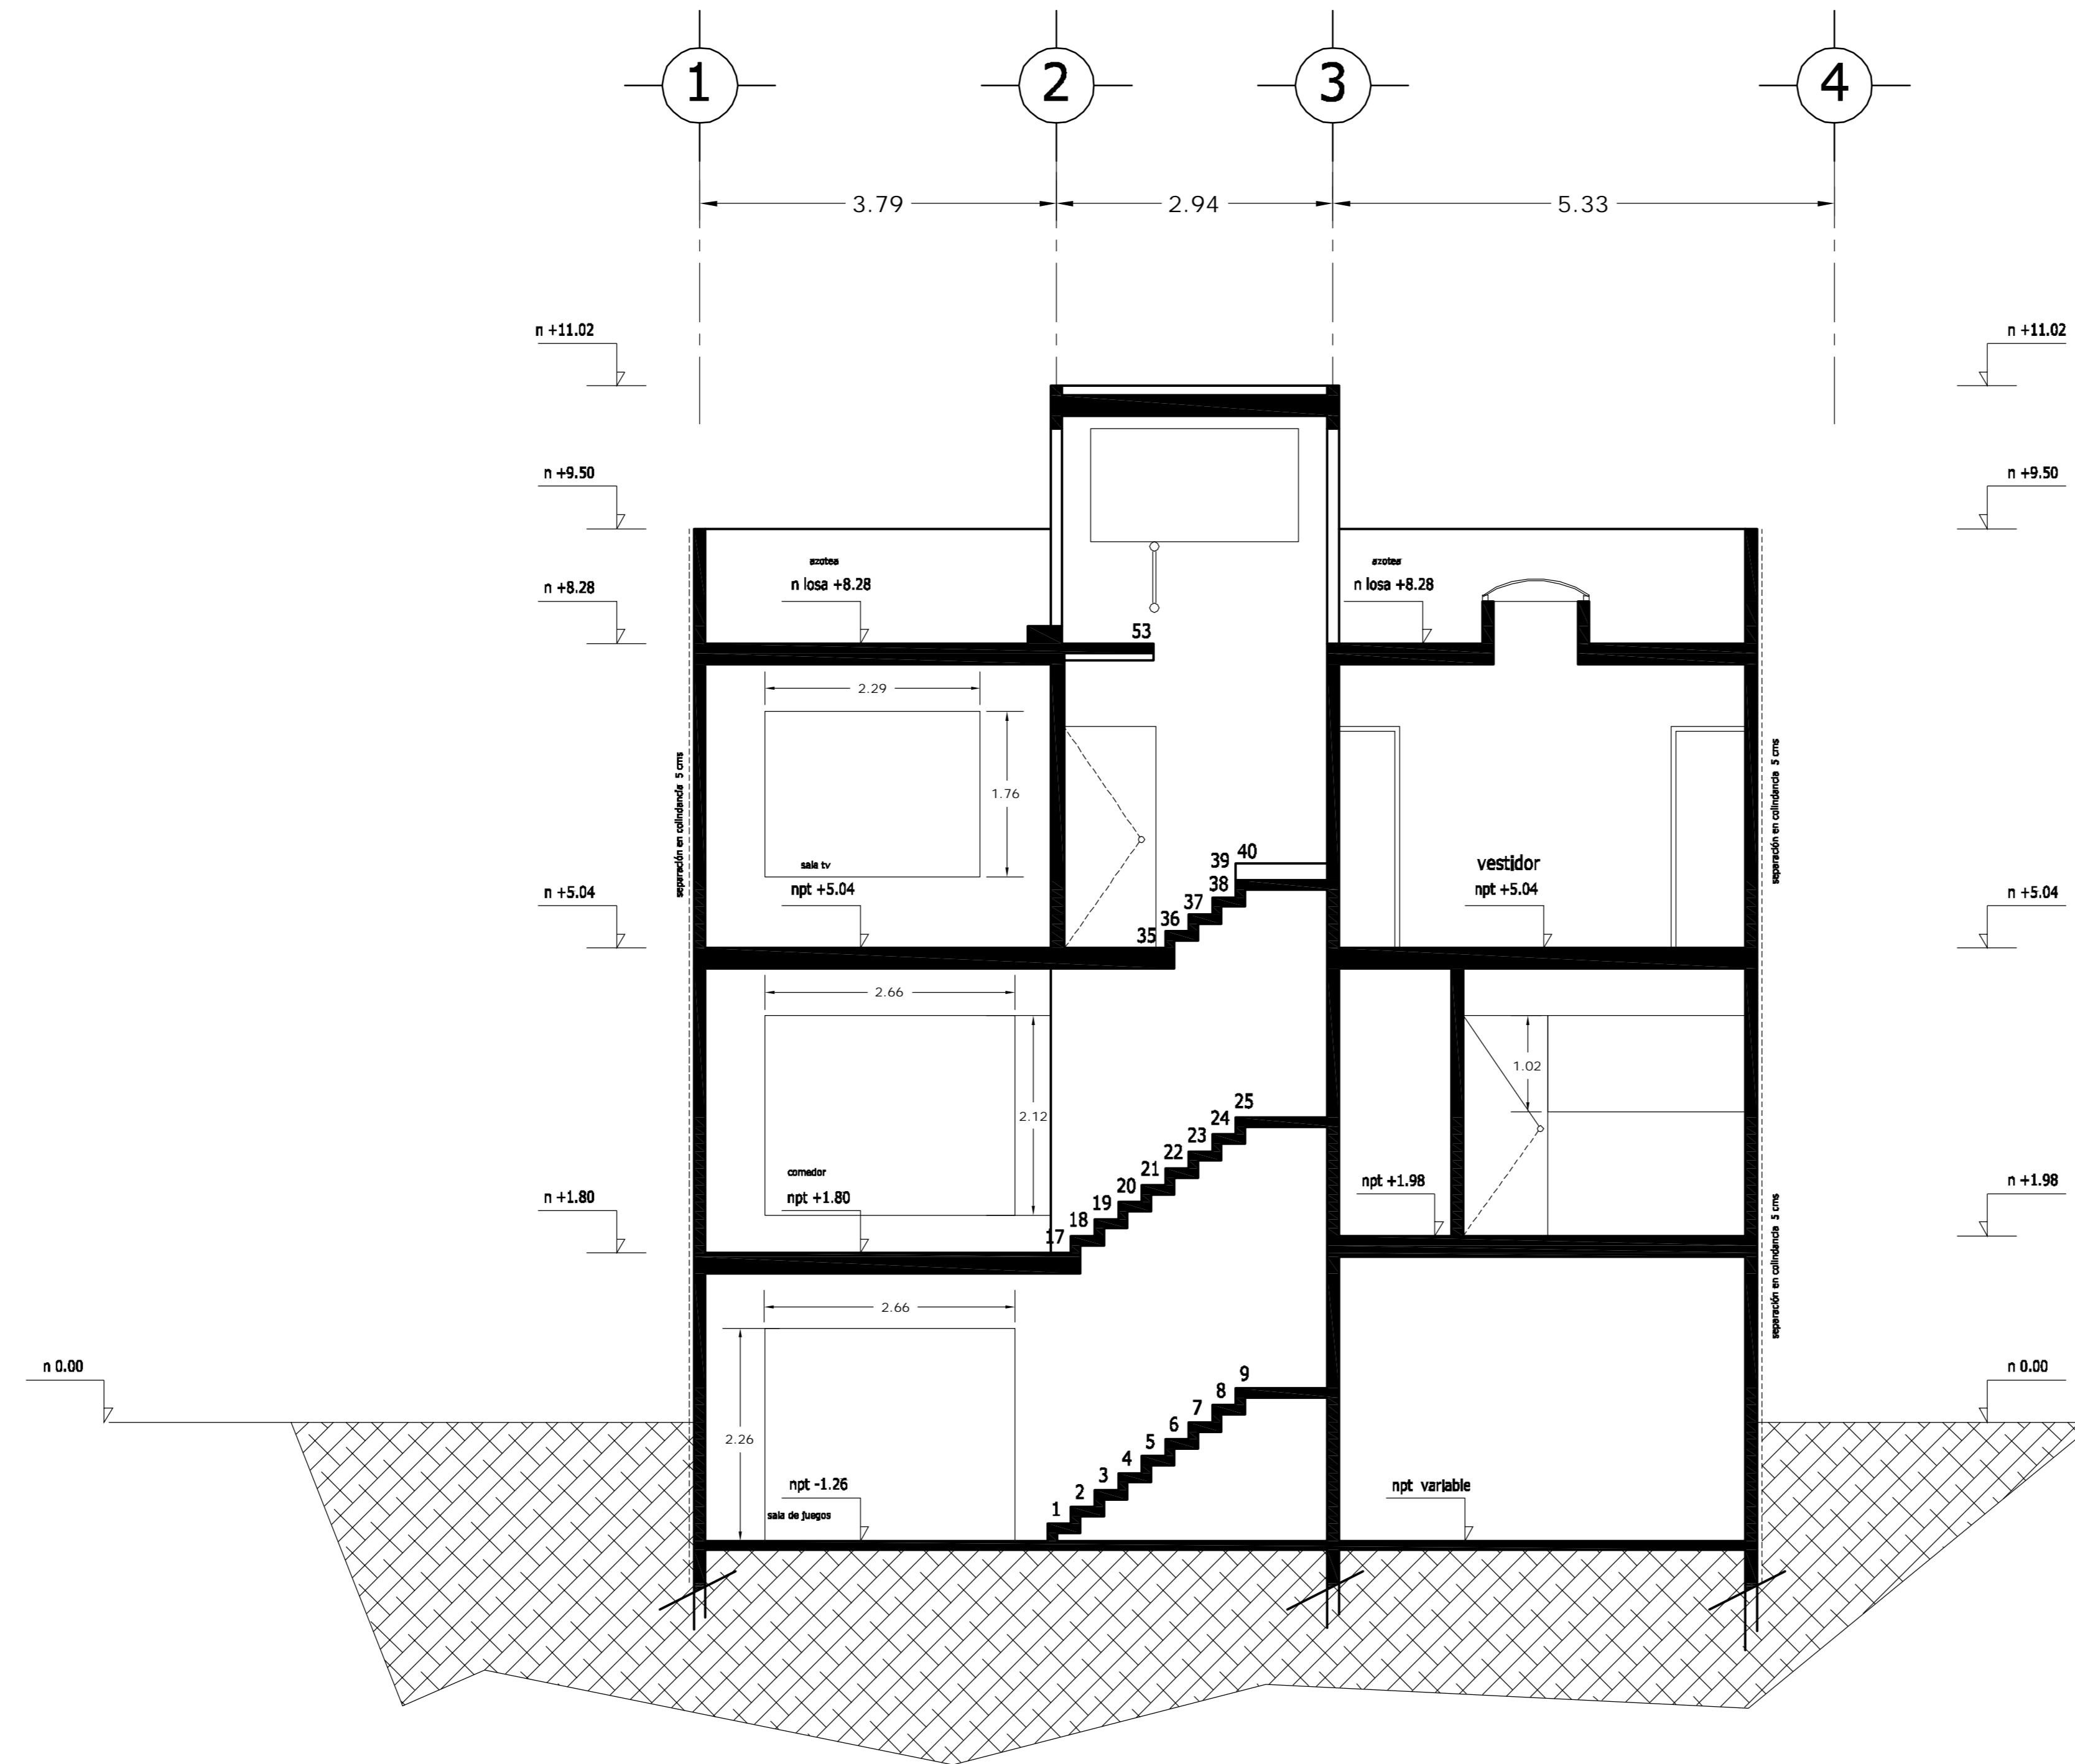 1 2 3 4
3.79 2.94 5.33
n +11.02 n +11.02
n +9.50 n +9.50
azotea azotea
n +8.28 n losa +8.28 n losa +8.28
53
2.29
1.76
separación en colindancia 5 cms
separación en colindancia 5 cms
sala tv
npt +5.04
39 40
38
37
36
35
vestidor
npt +5.04
n +5.04 n +5.04
2.66
2.12
1.02
25
24
23
22
21
20
19
18
17
comedor
npt +1.80
n +1.80
npt +1.98
n +1.98
separación en colindancia 5 cms
2.66
2.26
n 0.00 n 0.00
9
8
7
6
5
4
3
2
1
npt -1.26
sala de juegos
npt variable